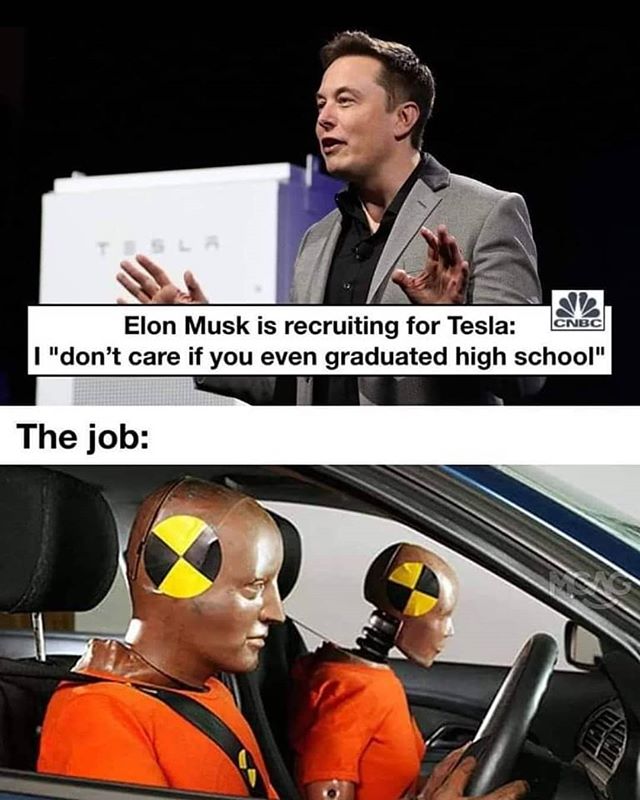 TESLA
CNBC
Elon Musk is recruiting for Tesla:
I "don't care if you even graduated high school"
The job: